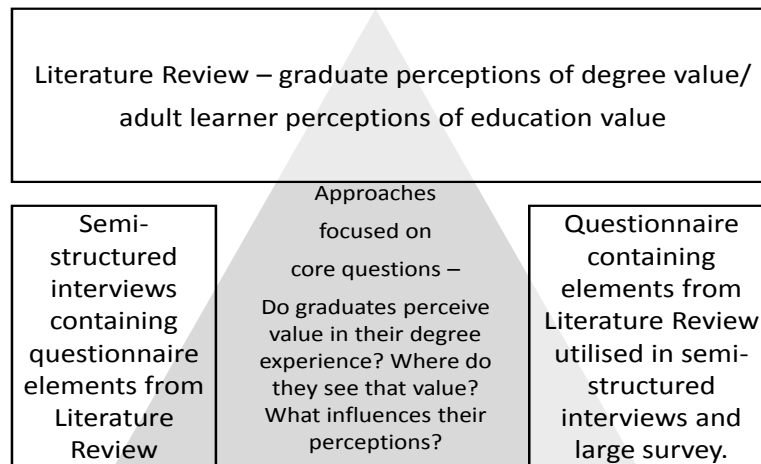 Literature Review – graduate perceptions of degree value/
adult learner perceptions of education value
Semi-
structured
interviews
containing
questionnaire
elements from
Literature
Review
Approaches
focused on
core questions –
Do graduates perceive
value in their degree
experience? Where do
they see that value?
What influences their
perceptions?
Questionnaire
containing
elements from
Literature Review
utilised in semi-
structured
interviews and
large survey.